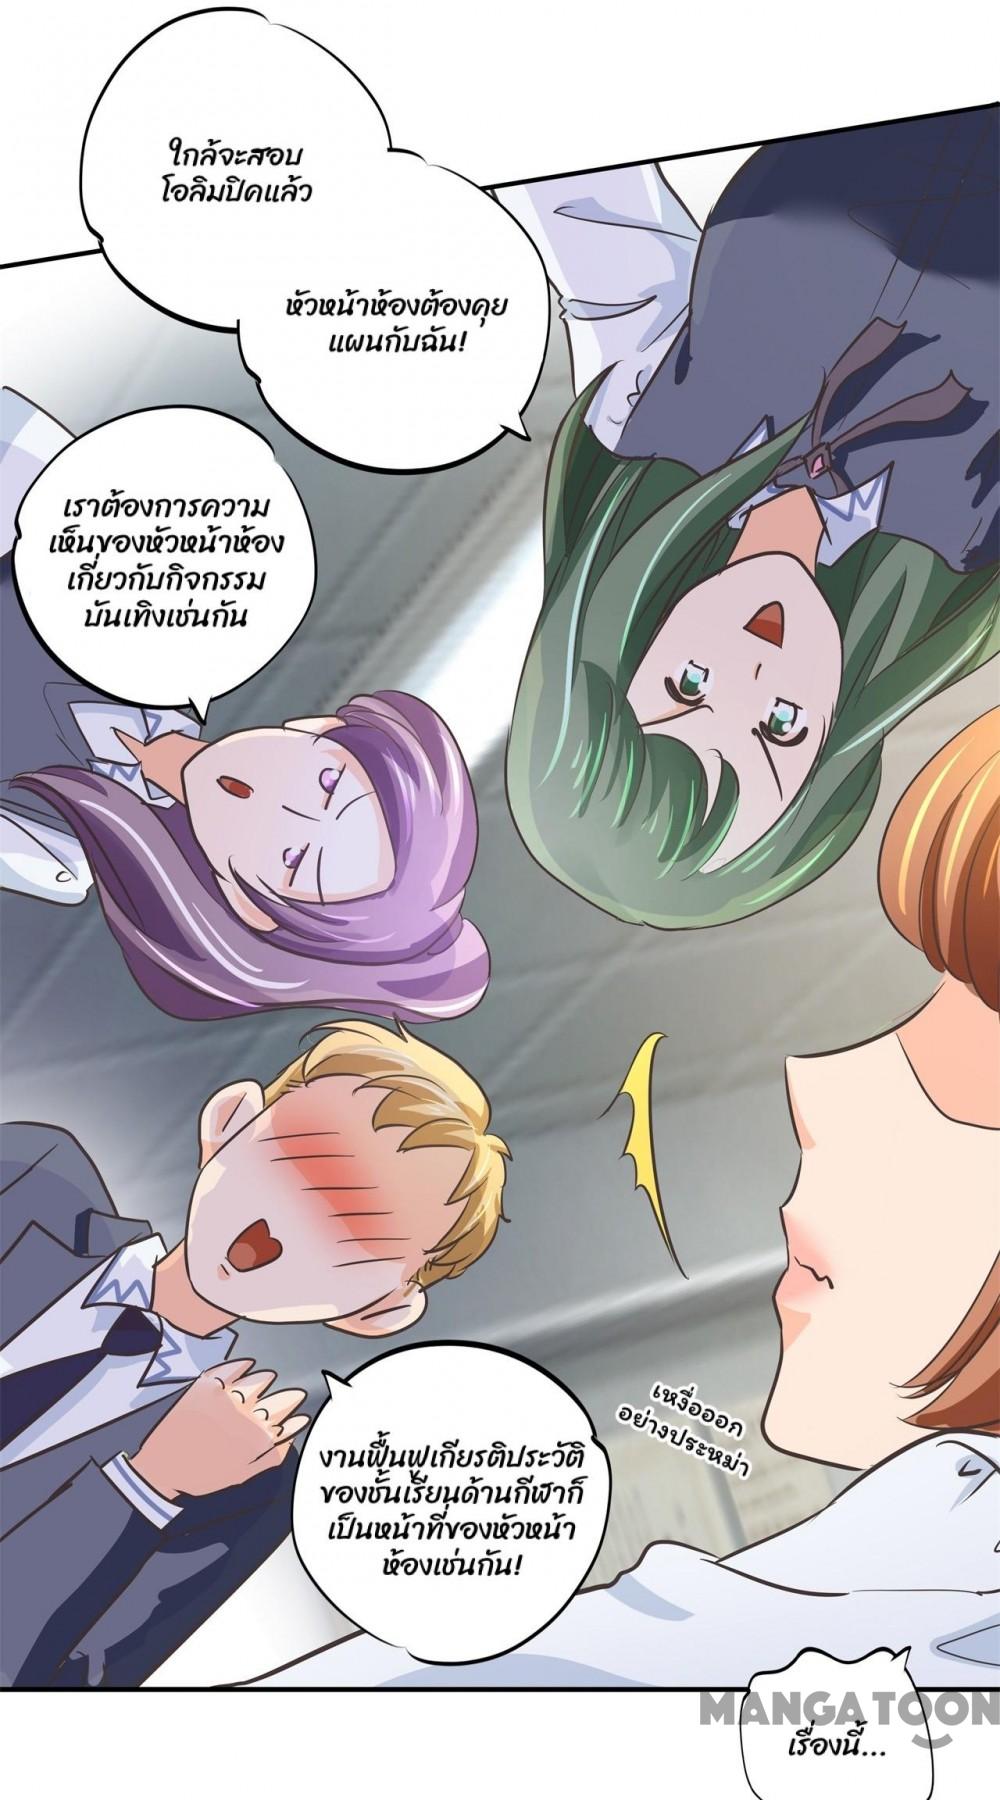 ใกล้จะสอบ
โอลิมปิคแล้ว
หัวหน้าห้องต้องคุย
แผนกับฉัน!
เราต้องการความ
เห็นของหัวหน้าห้อง
เกี่ยวกับกิจกรรม
บันเทิงเช่นกัน
งานฟื้นฟูเกียรติประวัติ
ของชั้นเรียนด้านกีฬาก็
เป็นหน้าที่ของหัวหน้า
ห้องเช่นกัน!
เหงื่อออก
อย่างประหม่า
MANGATOON
เรื่องนี้...